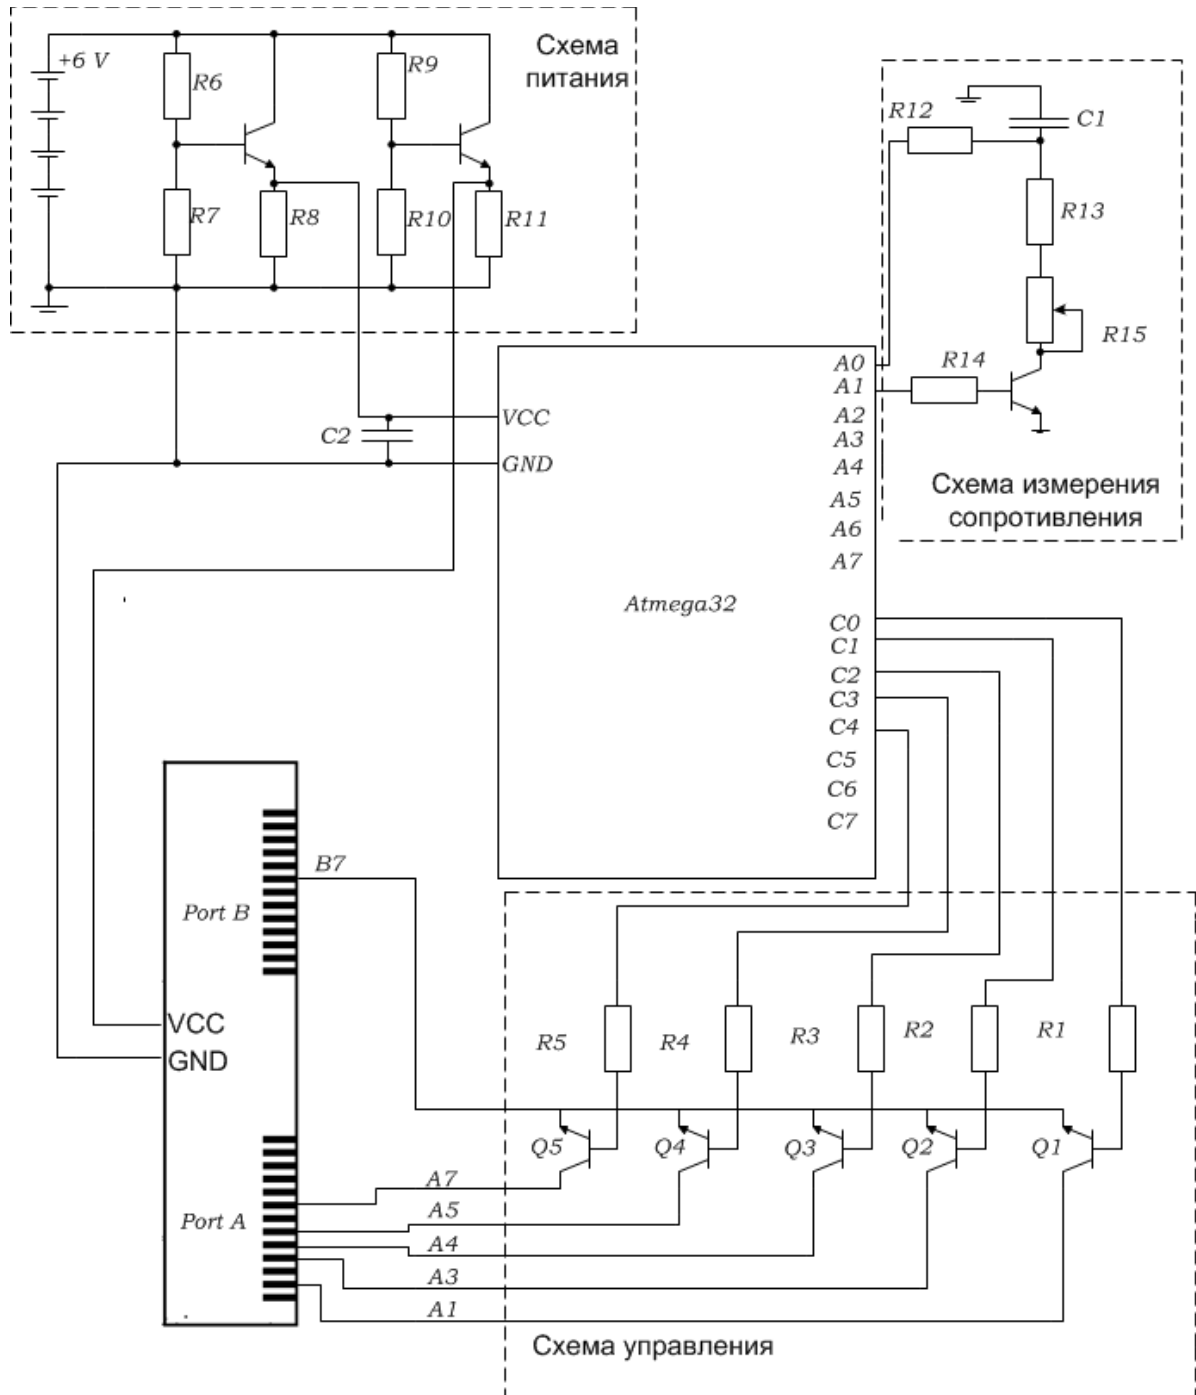 Схема
питания
+6 V
R6
R9
R7
R8
R10
R11
R12
C1
R13
R15
R14
Схема измерения
сопротивления
VCC
C2
GND
A0
A1
A2
A3
A4
A5
A6
A7
Atmega32
C0
C1
C2
C3
C4
C5
C6
C7
B7
Port B
VCC
GND
R5
R4
R3
R2
R1
Q5
Q4
Q3
Q2
Q1
Port A
A7
A5
A4
A3
A1
Схема управления